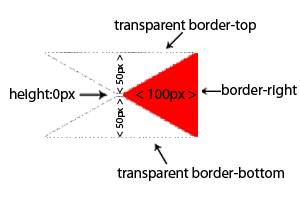 transparent border-top
< 50px >
height:0px
< 100px >
border-right
< 50px >
transparent border-bottom